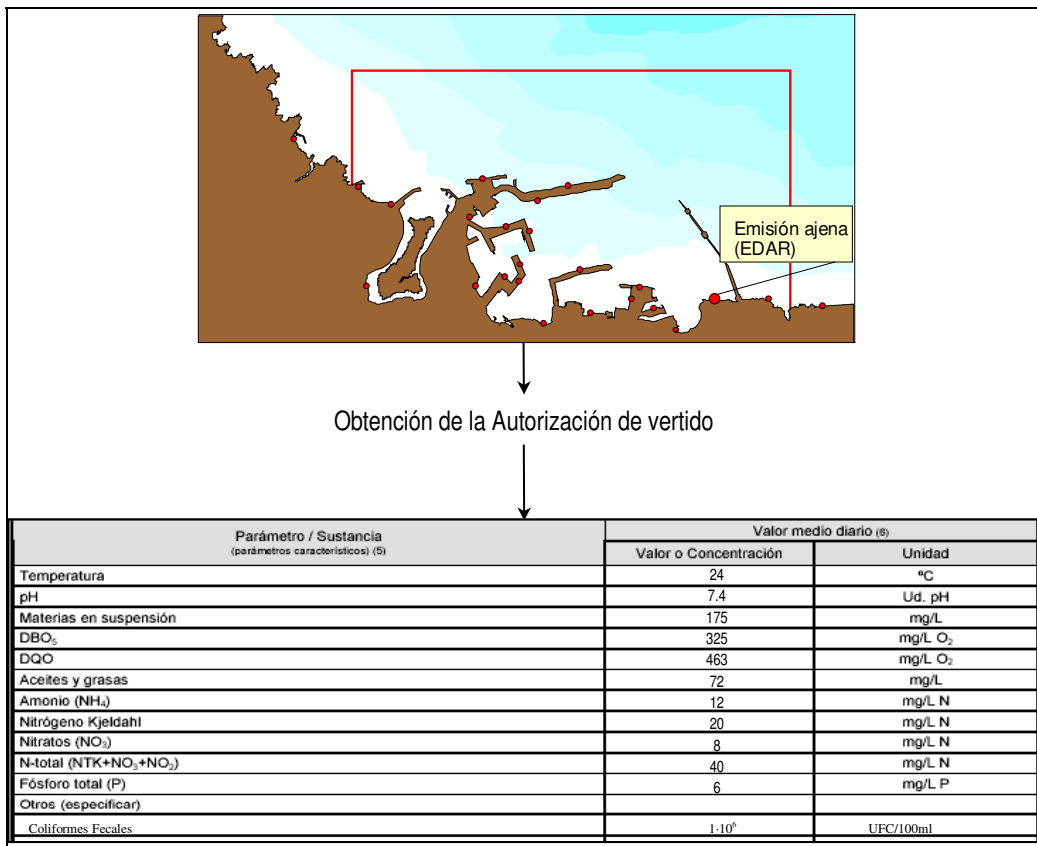 Emisión ajena
(EDAR)
Obtención de la Autorización de vertido
Parámetro / Sustancia
(parámetros característicos) (5)
Valor medio diario (6)
Valor o Concentración Unidad
Temperatura 24 ºC
pH 7.4 Ud. pH
Materias en suspensión 175 mg/L
DBO₅ 325 mg/L O₂
DQO 463 mg/L O₂
Aceites y grasas 72 mg/L
Amonio (NH₄) 12 mg/L N
Nitrógeno Kjeldahl 20 mg/L N
Nitratos (NO₃) 8 mg/L N
N-total (NTK+NO₃+NO₂) 40 mg/L N
Fósforo total (P) 6 mg/L P
Otros (especificar)
Coliformes Fecales 1·10⁶ UFC/100ml